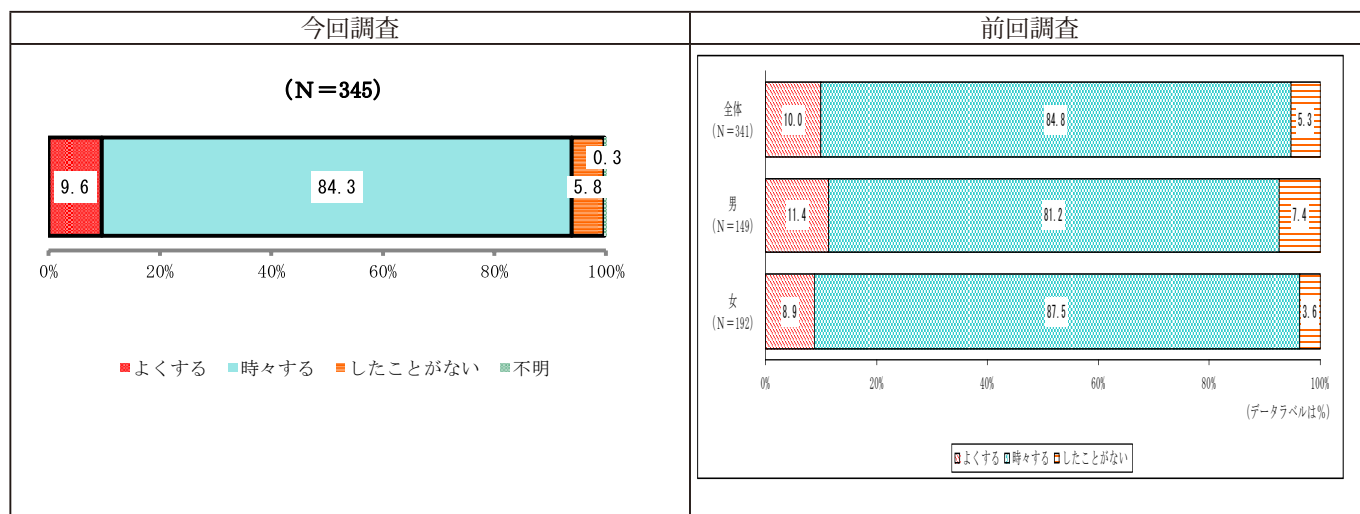 今回調査
前回調査
(N=345)
0.3
9.6 84.3 5.8
0% 20% 40% 60% 80% 100%
■よくする ■時々する ■したことがない ■不明
全体
(N=341)
10.0 84.8 5.3
男
(N=149)
11.4 81.2 7.4
女
(N=192)
8.9 87.5 3.6
0% 20% 40% 60% 80% 100%
(データラベルは%)
よくする 時々する したことがない